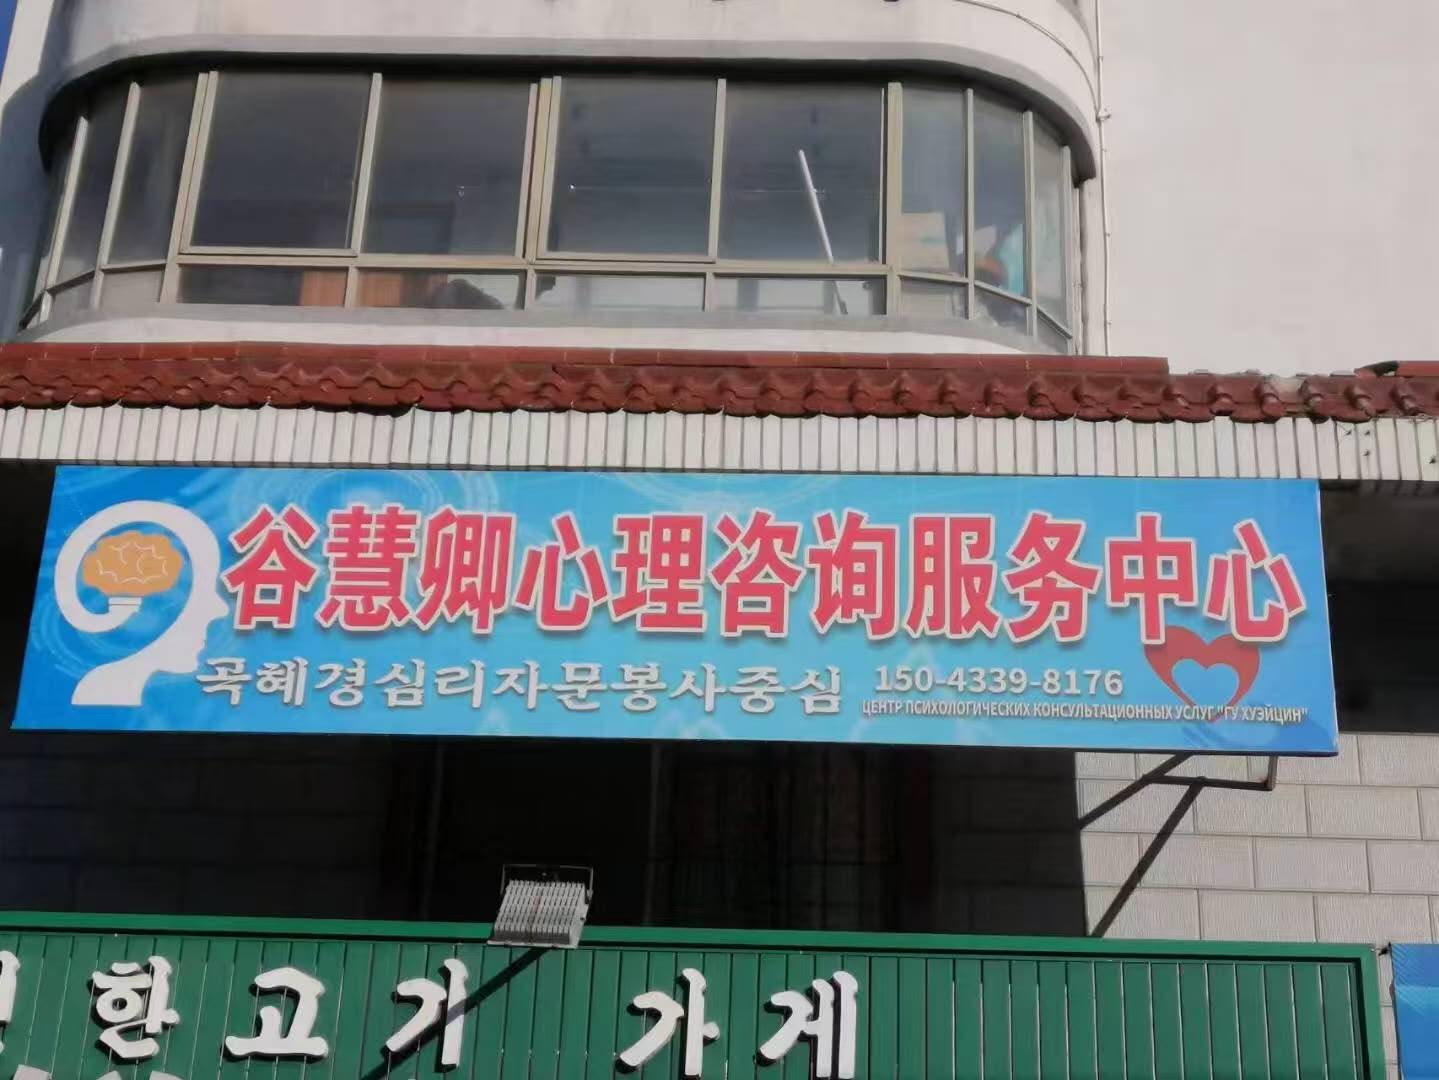 谷慧卿心理咨询服务中心
곡혜경심리자문봉사중심
150-4339-8176
ЦЕНТР ПСИХОЛОГИЧЕСКИХ КОНСУЛЬТАЦИОННЫХ УСЛУГ "ГУ ХУЭЙЦИН"
한고기 가게